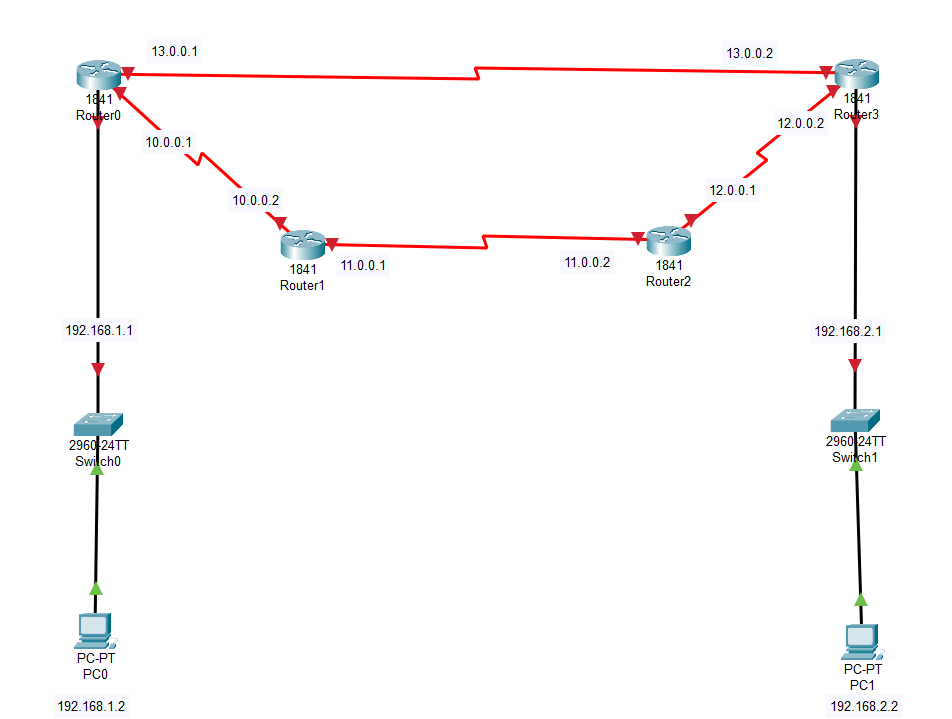 13.0.0.1
13.0.0.2
1841
Router0
1841
Router3
10.0.0.1
12.0.0.2
10.0.0.2
12.0.0.1
1841
Router1
11.0.0.1
11.0.0.2
1841
Router2
192.168.1.1
192.168.2.1
2960-24TT
Switch0
2960-24TT
Switch1
PC-PT
PC0
192.168.1.2
PC-PT
PC1
192.168.2.2